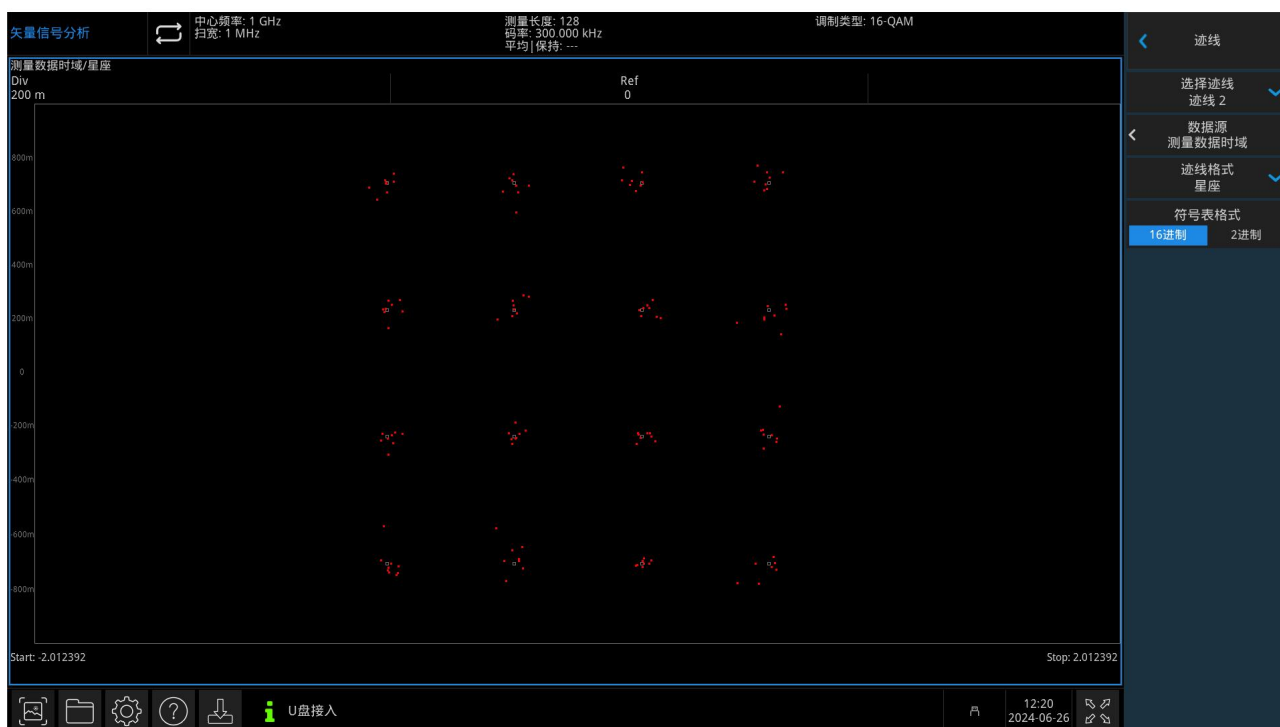 矢量信号分析
中心频率: 1 GHz
扫宽: 1 MHz
测量长度: 128
码率: 300.000 kHz
平均|保持: ---
调制类型: 16-QAM
迹线
测量数据时域/星座
Div
200 m
Ref
0
选择迹线
迹线 2
数据源
测量数据时域
迹线格式
星座
符号表格式
16进制 2进制
800m
600m
400m
200m
0
-200m
-400m
-600m
-800m
Start: -2.012392
Stop: 2.012392
U盘接入
12:20
2024-06-26